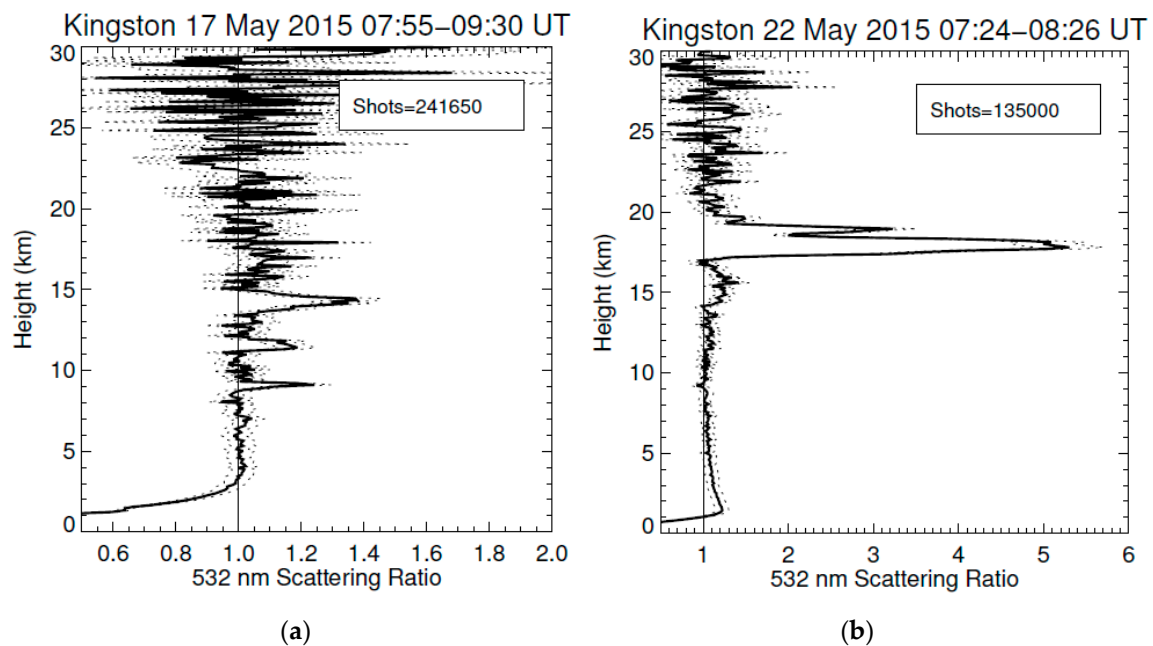 Kingston 17 May 2015 07:55−09:30 UT
30
25
20
15
10
5
0
Height (km)
Shots=241650
0.6 0.8 1.0 1.2 1.4 1.6 1.8 2.0
532 nm Scattering Ratio
(a)
Kingston 22 May 2015 07:24−08:26 UT
30
25
20
15
10
5
0
Height (km)
Shots=135000
1 2 3 4 5 6
532 nm Scattering Ratio
(b)